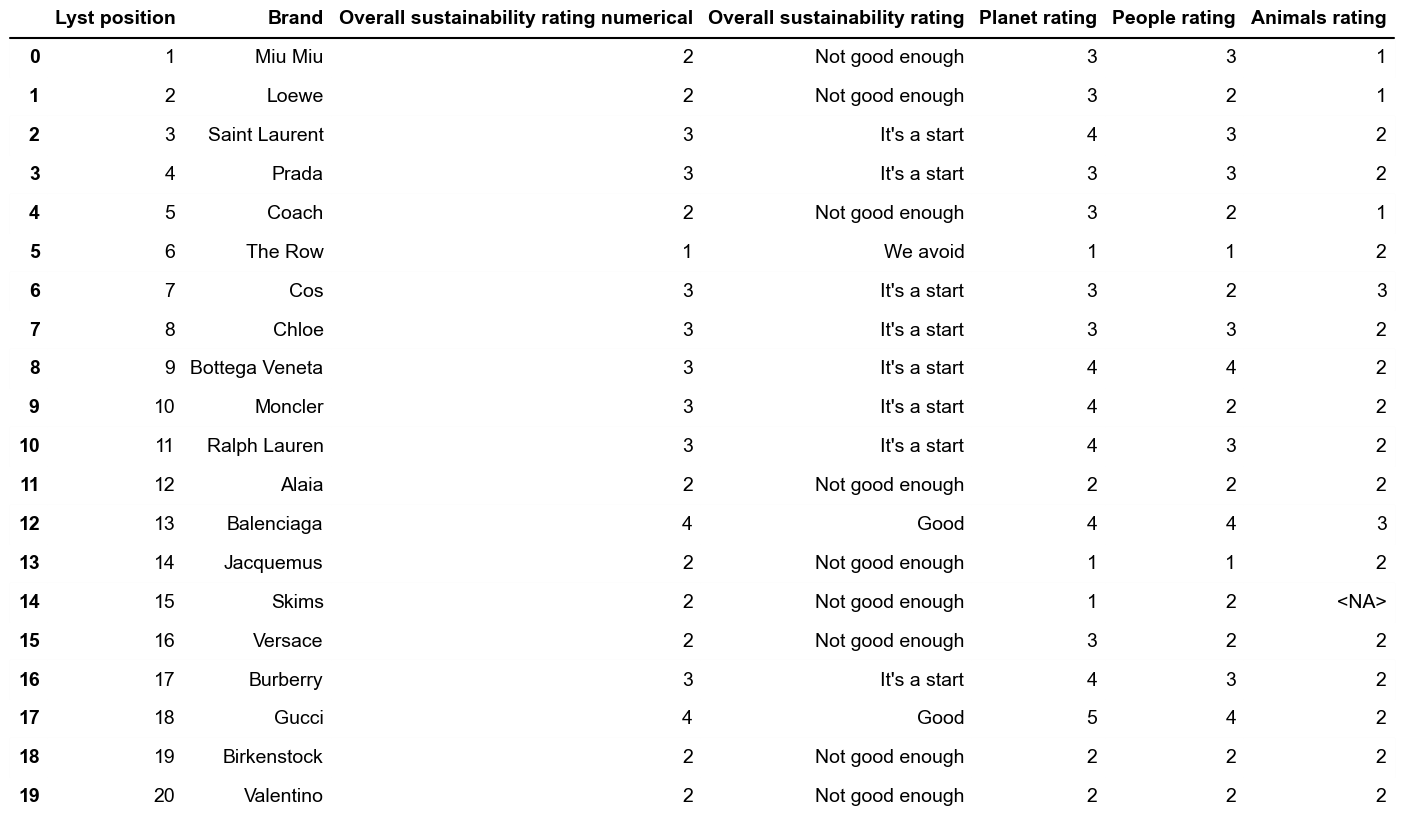 Lyst position Brand Overall sustainability rating numerical Overall sustainability rating Planet rating People rating Animals rating
0 1 Miu Miu 2 Not good enough 3 3 1
1 2 Loewe 2 Not good enough 3 2 1
2 3 Saint Laurent 3 It's a start 4 3 2
3 4 Prada 3 It's a start 3 3 2
4 5 Coach 2 Not good enough 3 2 1
5 6 The Row 1 We avoid 1 1 2
6 7 Cos 3 It's a start 3 2 3
7 8 Chloe 3 It's a start 3 3 2
8 9 Bottega Veneta 3 It's a start 4 4 2
9 10 Moncler 3 It's a start 4 2 2
10 11 Ralph Lauren 3 It's a start 4 3 2
11 12 Alaia 2 Not good enough 2 2 2
12 13 Balenciaga 4 Good 4 4 3
13 14 Jacquemus 2 Not good enough 1 1 2
14 15 Skims 2 Not good enough 1 2 <NA>
15 16 Versace 2 Not good enough 3 2 2
16 17 Burberry 3 It's a start 4 3 2
17 18 Gucci 4 Good 5 4 2
18 19 Birkenstock 2 Not good enough 2 2 2
19 20 Valentino 2 Not good enough 2 2 2